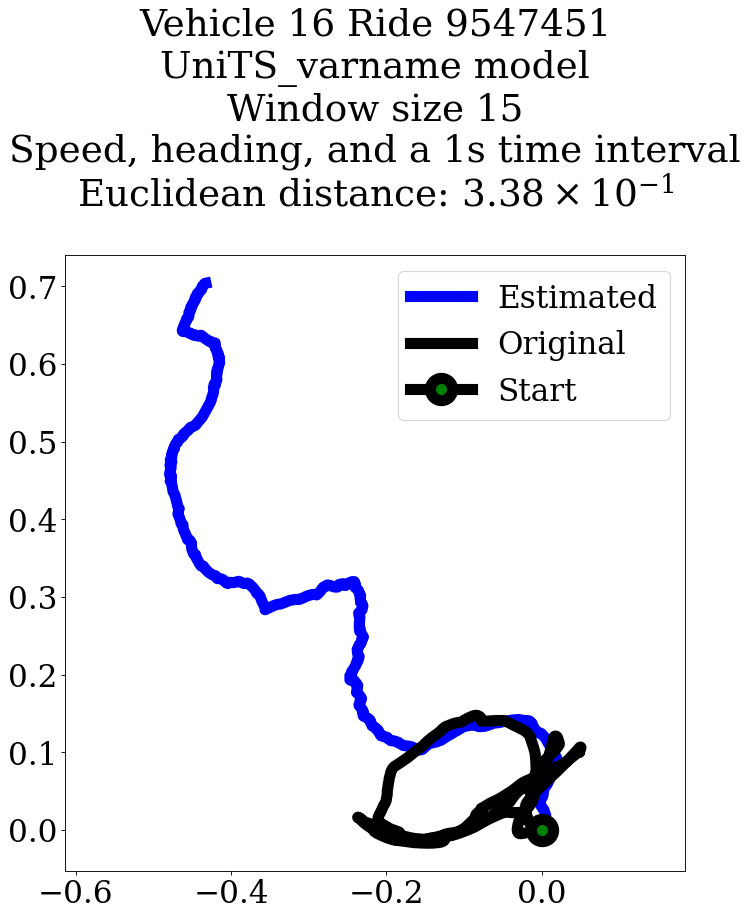 Vehicle 16 Ride 9547451
UniTS_varname model
Window size 15
Speed, heading, and a 1s time interval
Euclidean distance: 3.38 × 10⁻¹
Estimated
Original
Start
0.7
0.6
0.5
0.4
0.3
0.2
0.1
0.0
−0.6 −0.4 −0.2 0.0